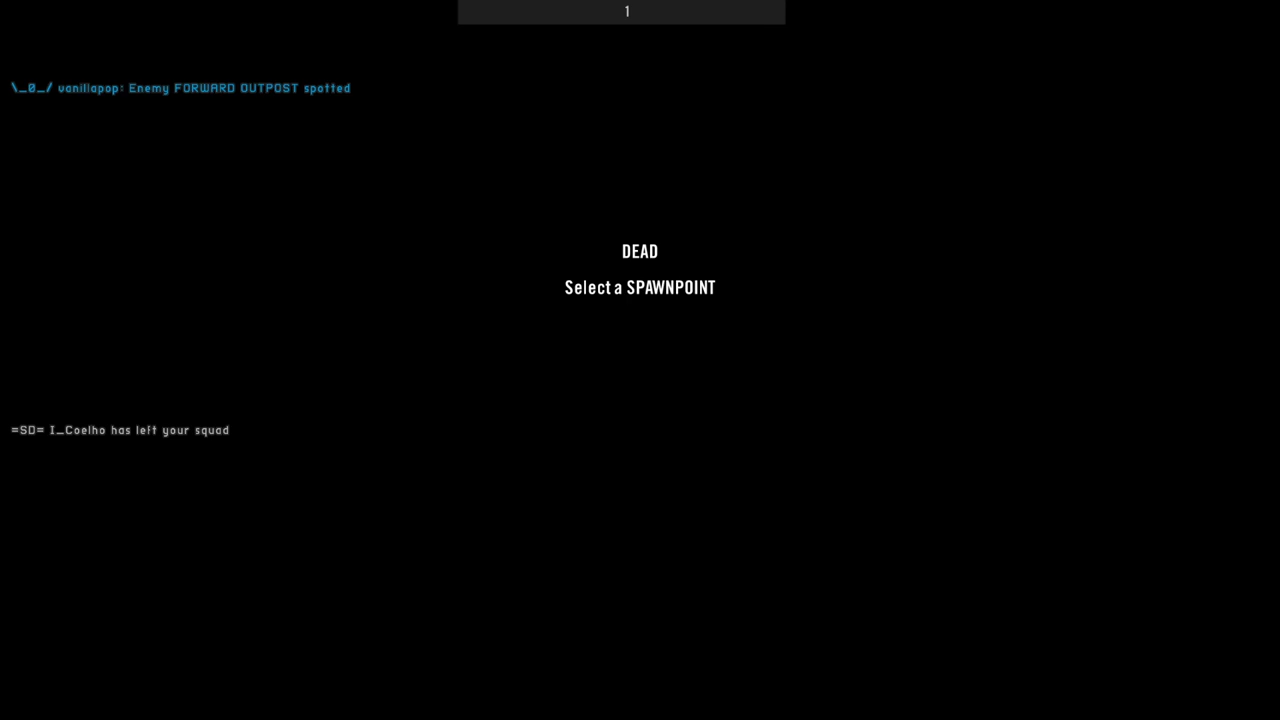 1
\_0_/ vanillapop: Enemy FORWARD OUTPOST spotted
DEAD
Select a SPAWNPOINT
=SD= I_Coelho has left your squad